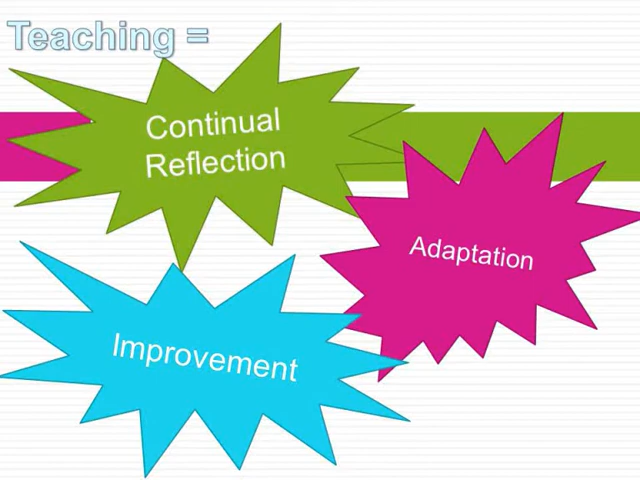 Teaching =
Continual
Reflection
Adaptation
Improvement